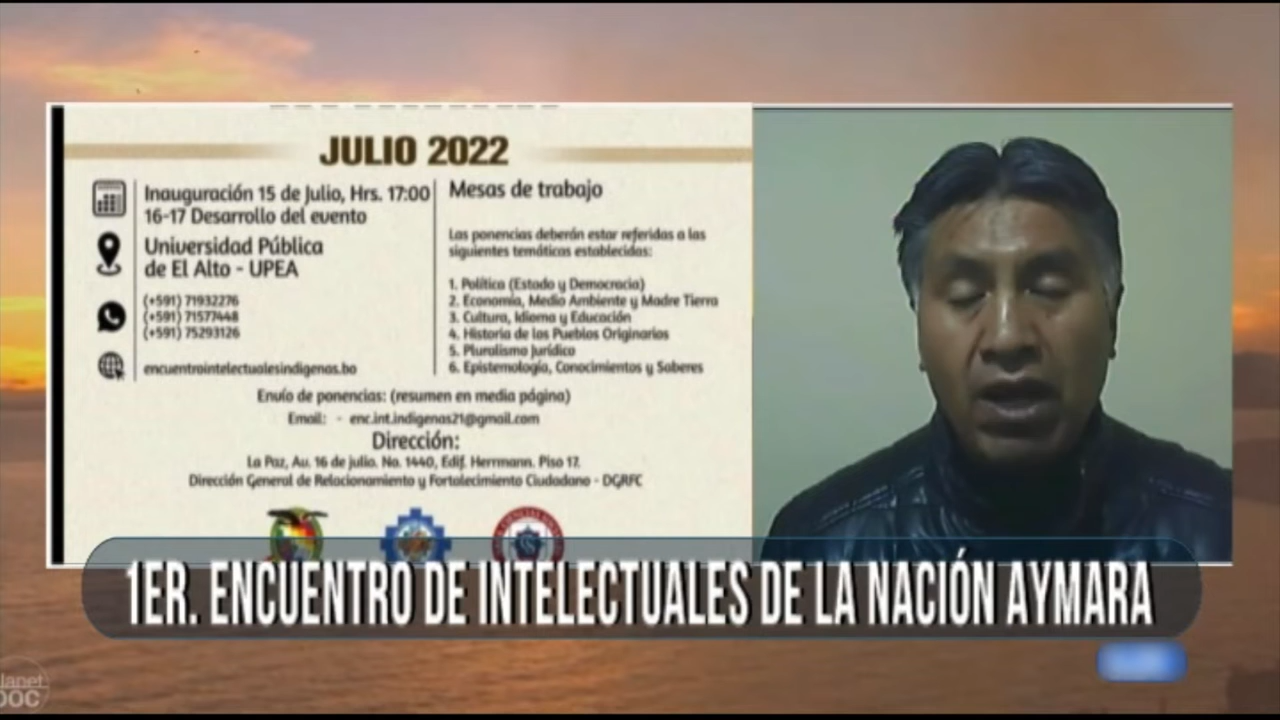 JULIO 2022
Inauguración 15 de Julio, Hrs. 17:00
16-17 Desarrollo del evento
Universidad Pública
de El Alto - UPEA
(+591) 71932276
(+591) 71577448
(+591) 75293126
encuentrointelectualesindigenas.bo
Mesas de trabajo
Las ponencias deberán estar referidas a las
siguientes temáticas establecidas:
1. Política (Estado y Democracia)
2. Economía, Medio Ambiente y Madre Tierra
3. Cultura, Idioma y Educación
4. Historia de los Pueblos Originarios
5. Pluralismo Jurídico
6. Epistemología, Conocimientos y Saberes
Envío de ponencias: (resumen en media página)
Email: - enc.int.indigenas21@gmail.com
Dirección:
La Paz, Av. 16 de julio. No. 1440, Edif. Herrmann. Piso 17.
Dirección General de Relacionamiento y Fortalecimiento Ciudadano - DGRFC
1ER. ENCUENTRO DE INTELECTUALES DE LA NACIÓN AYMARA
lanet
DOC